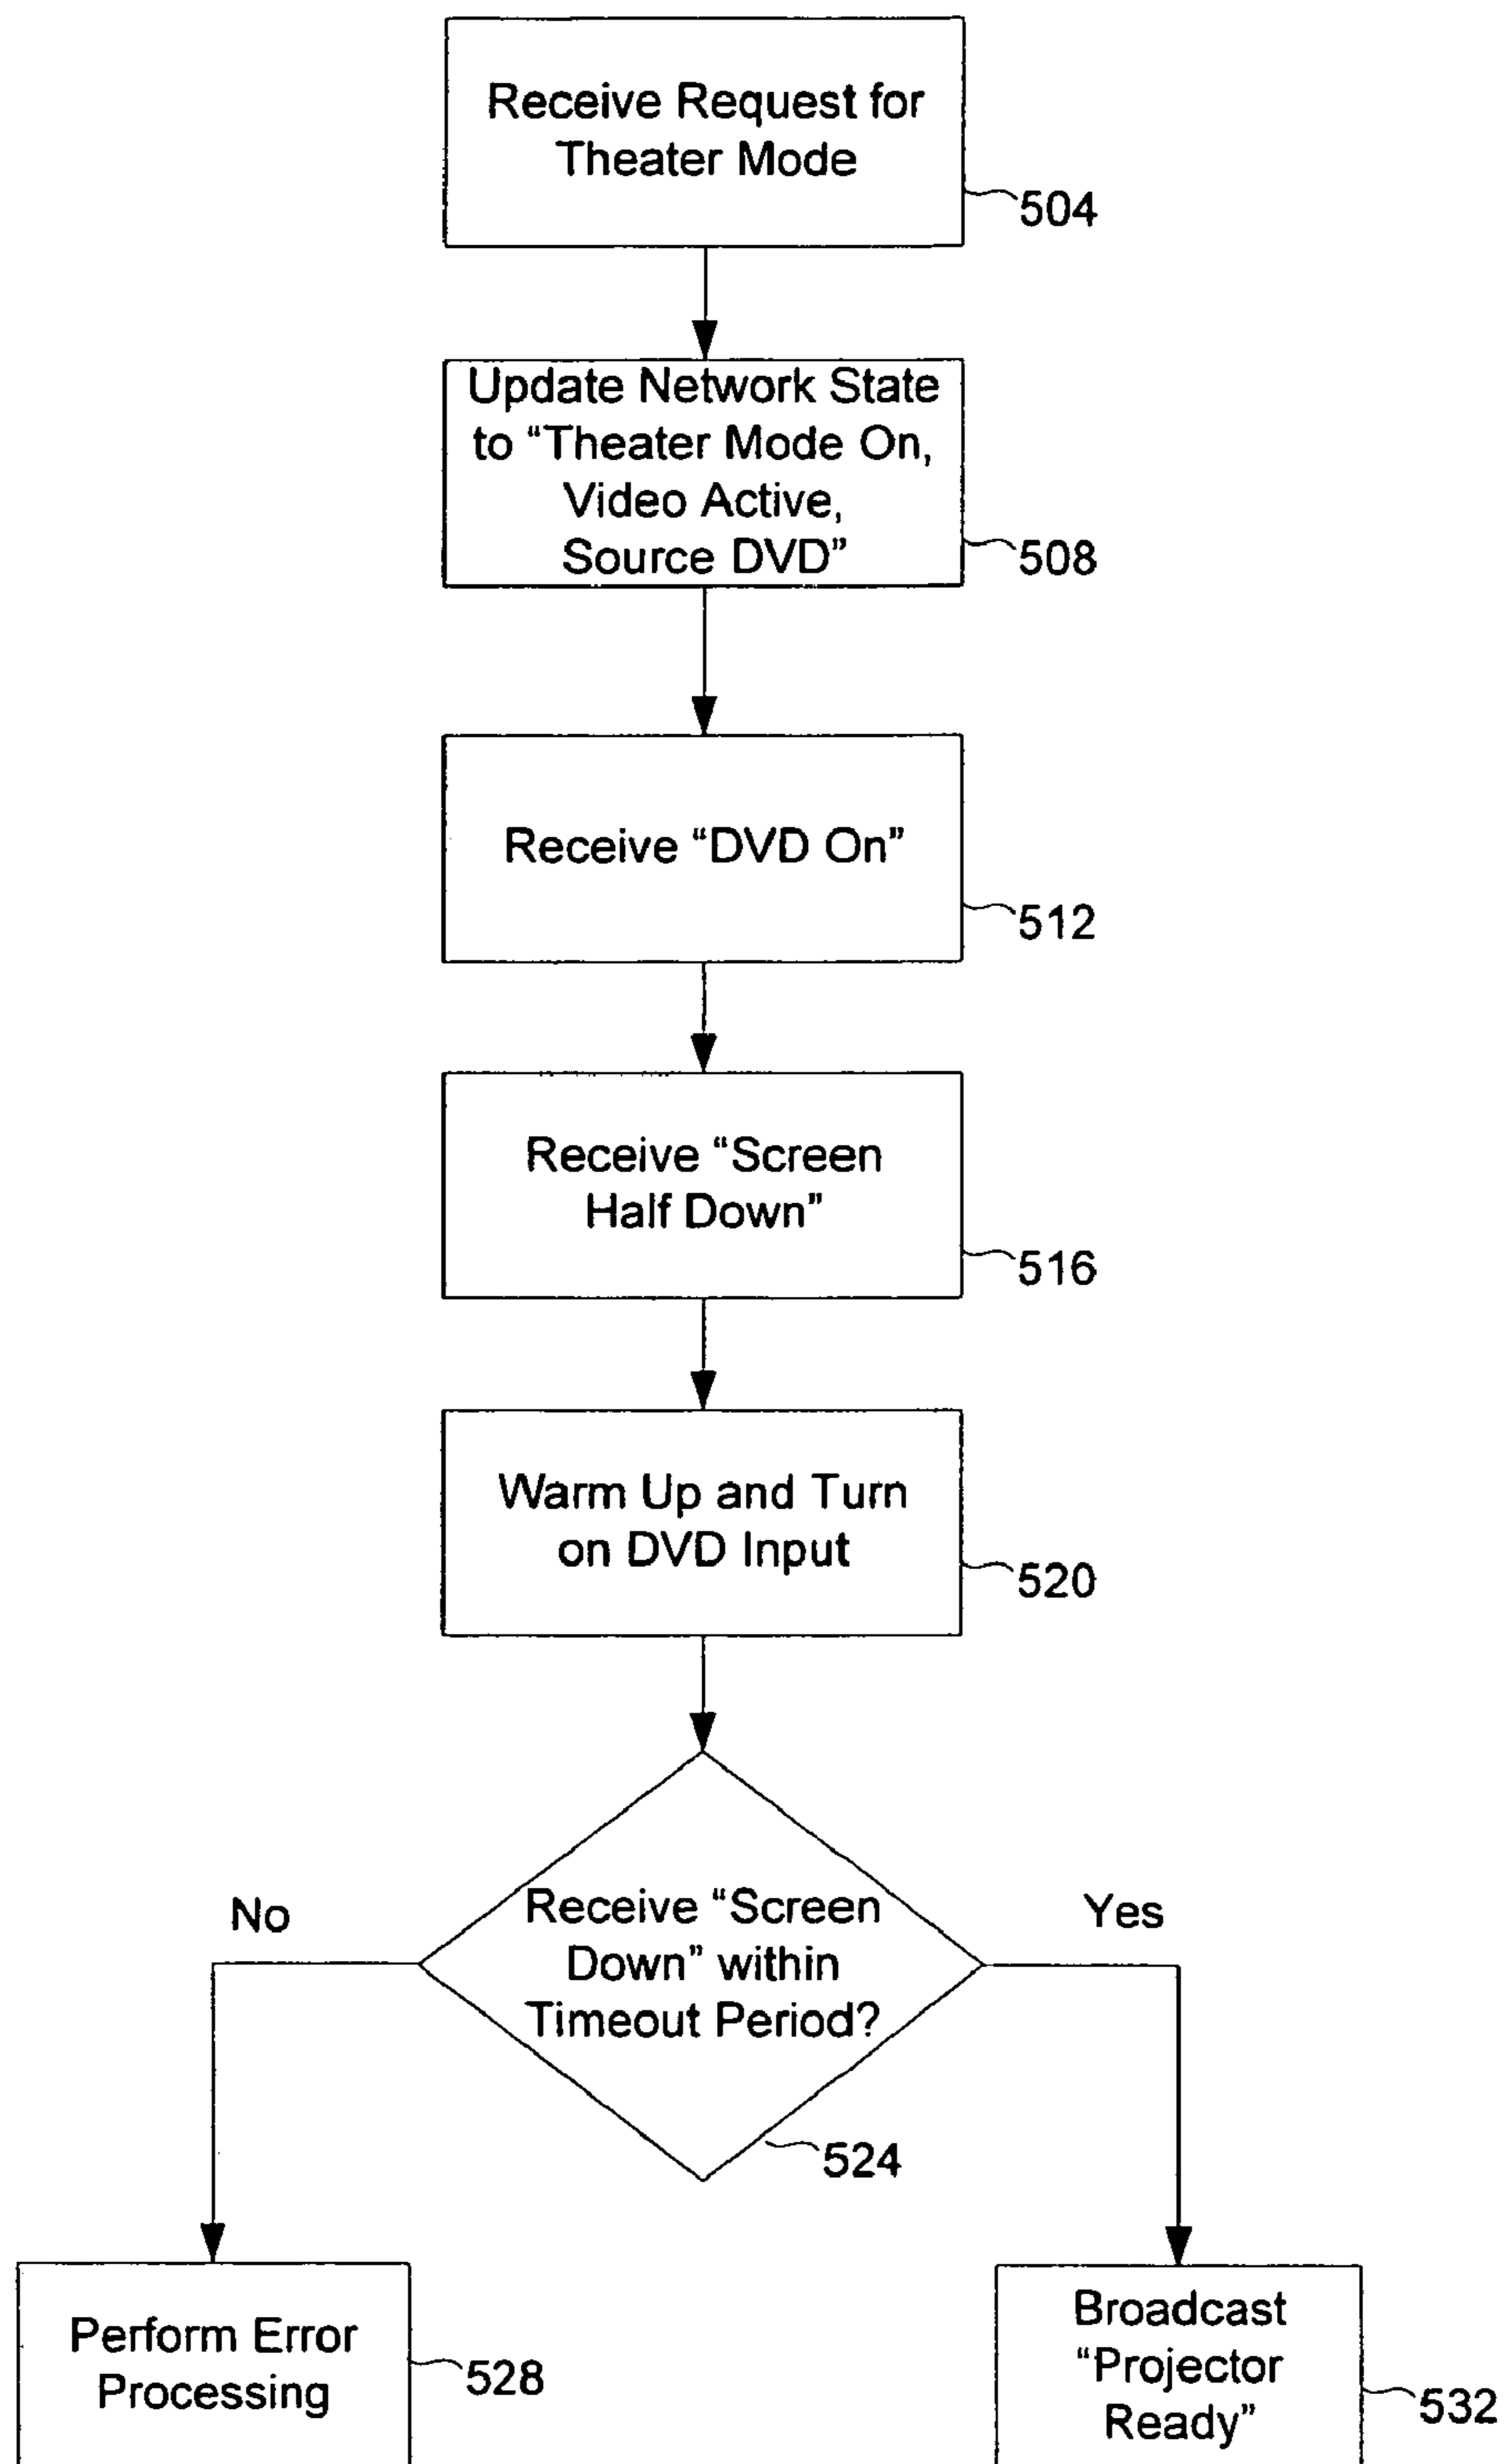 Receive Request for
Theater Mode
504
Update Network State
to “Theater Mode On,
Video Active,
Source DVD”
508
Receive “DVD On”
512
Receive “Screen
Half Down”
516
Warm Up and Turn
on DVD Input
520
Receive “Screen
Down” within
Timeout Period?
No
Yes
524
Perform Error
Processing
528
Broadcast
“Projector
Ready”
532